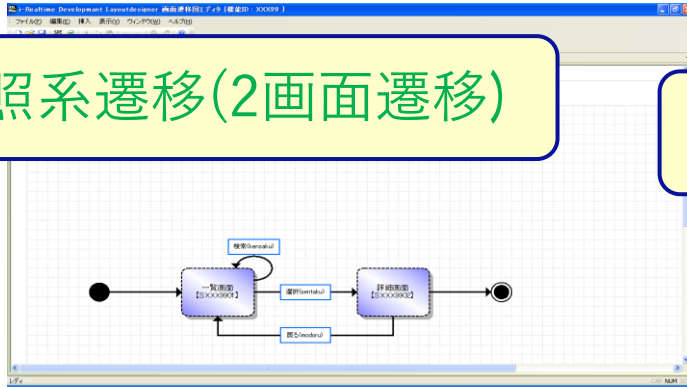 i-Realtime Developmant Layoutdesigner 画面遷移図エディタ [機能ID : XXX99 ]
ファイル(F) 編集(E) 挿入 表示(V) ウィンドウ(W) ヘルプ(H)
照系遷移(2画面遷移)
検索(kensaku)
一覧画面
【SXXX9901】
選択(sentaku)
詳細画面
【SXXX9902】
戻る(modoru)
レディ
CAP NUM